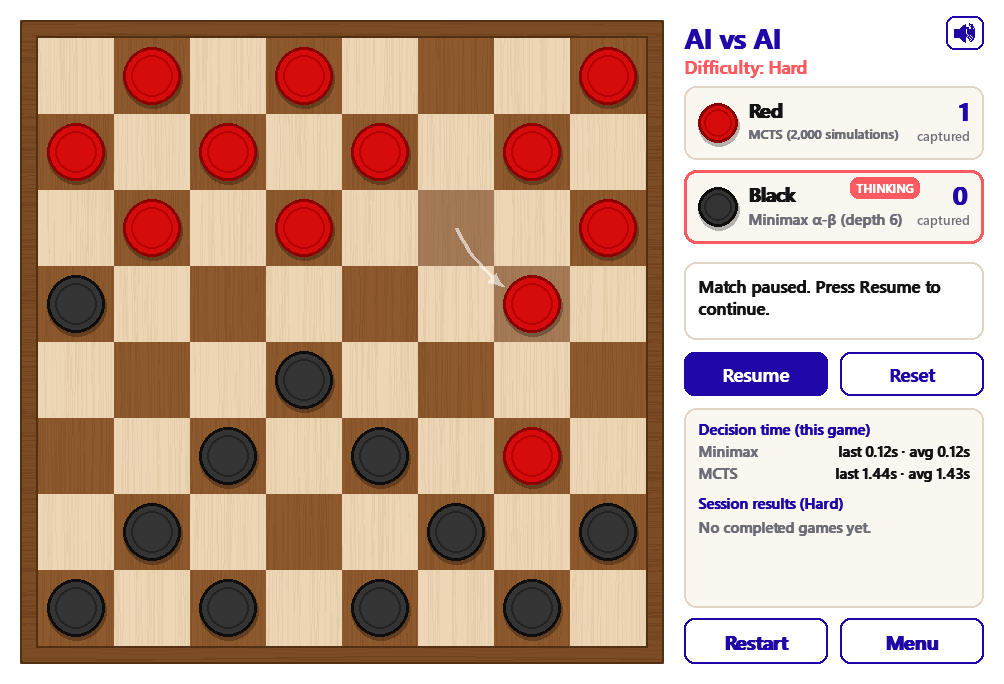 AI vs AI
Difficulty: Hard
Red
1
MCTS (2,000 simulations)
captured
THINKING
Black
0
Minimax α-β (depth 6)
captured
Match paused. Press Resume to
continue.
Resume
Reset
Decision time (this game)
Minimax
last 0.12s · avg 0.12s
MCTS
last 1.44s · avg 1.43s
Session results (Hard)
No completed games yet.
Restart
Menu